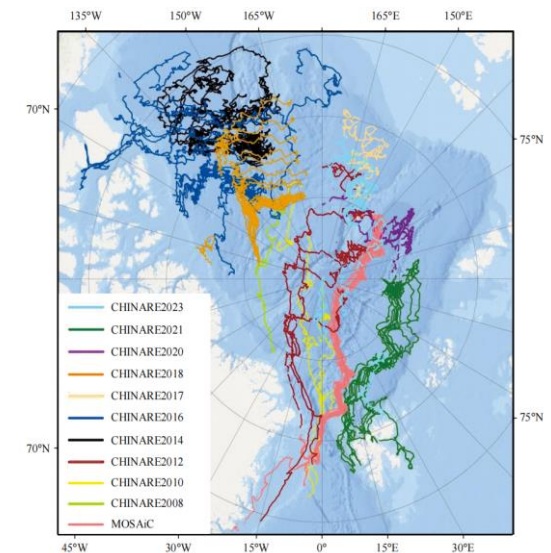 135°W 150°W 165°W 165°E 150°E
70°N
75°N
CHINARE2023
CHINARE2021
CHINARE2020
CHINARE2018
CHINARE2017
CHINARE2016
CHINARE2014
CHINARE2012
CHINARE2010
CHINARE2008
MOSAiC
75°N
70°N
45°W 30°W 15°W 0° 15°E 30°E